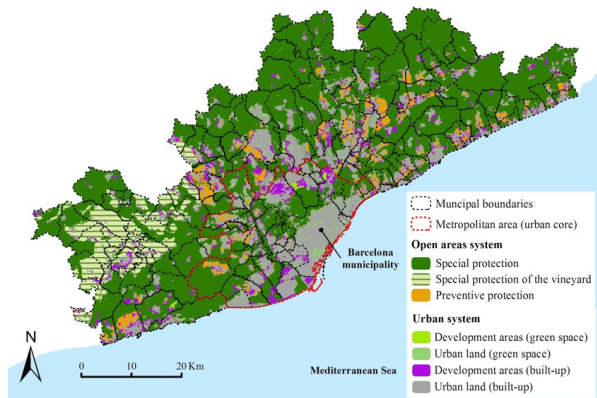 Muncipal boundaries
Metropolitan area (urban core)
Open areas system
Special protection
Special protection of the vineyard
Preventive protection
Urban system
Development areas (green space)
Urban land (green space)
Development areas (built-up)
Urban land (built-up)
Barcelona
municipality
N
0 10 20 Km
Mediterranean Sea